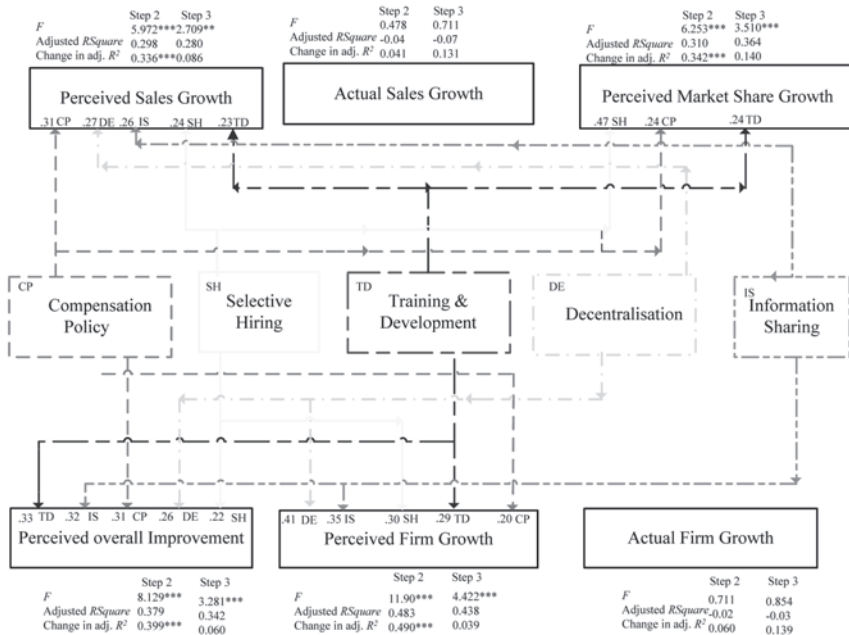 Step 2 Step 3
F 5.972*** 2.709**
Adjusted RSquare 0.298 0.280
Change in adj. R² 0.336*** 0.086
Step 2 Step 3
0.478 0.711
-0.04 -0.07
0.041 0.131
Step 2 Step 3
F 6.253*** 3.510***
Adjusted RSquare 0.310 0.364
Change in adj. R² 0.342*** 0.140
Perceived Sales Growth
.31 CP .27 DE .26 IS .24 SH .23TD
Actual Sales Growth
Perceived Market Share Growth
.47 SH .24 CP .24 TD
CP
Compensation
Policy
SH
Selective
Hiring
TD
Training &
Development
DE
Decentralisation
IS
Information
Sharing
.33 TD .32 IS .31 CP .26 DE .22 SH
Perceived overall Improvement
.41 DE .35 IS .30 SH .29 TD .20 CP
Perceived Firm Growth
Actual Firm Growth
Step 2 Step 3
F 8.129*** 3.281***
Adjusted RSquare 0.379 0.342
Change in adj. R² 0.399*** 0.060
Step 2 Step 3
F 11.90*** 4.422***
Adjusted RSquare 0.483 0.438
Change in adj. R² 0.490*** 0.039
Step 2 Step 3
F 0.711 0.854
Adjusted RSquare -0.02 -0.03
Change in adj. R² 0.060 0.139